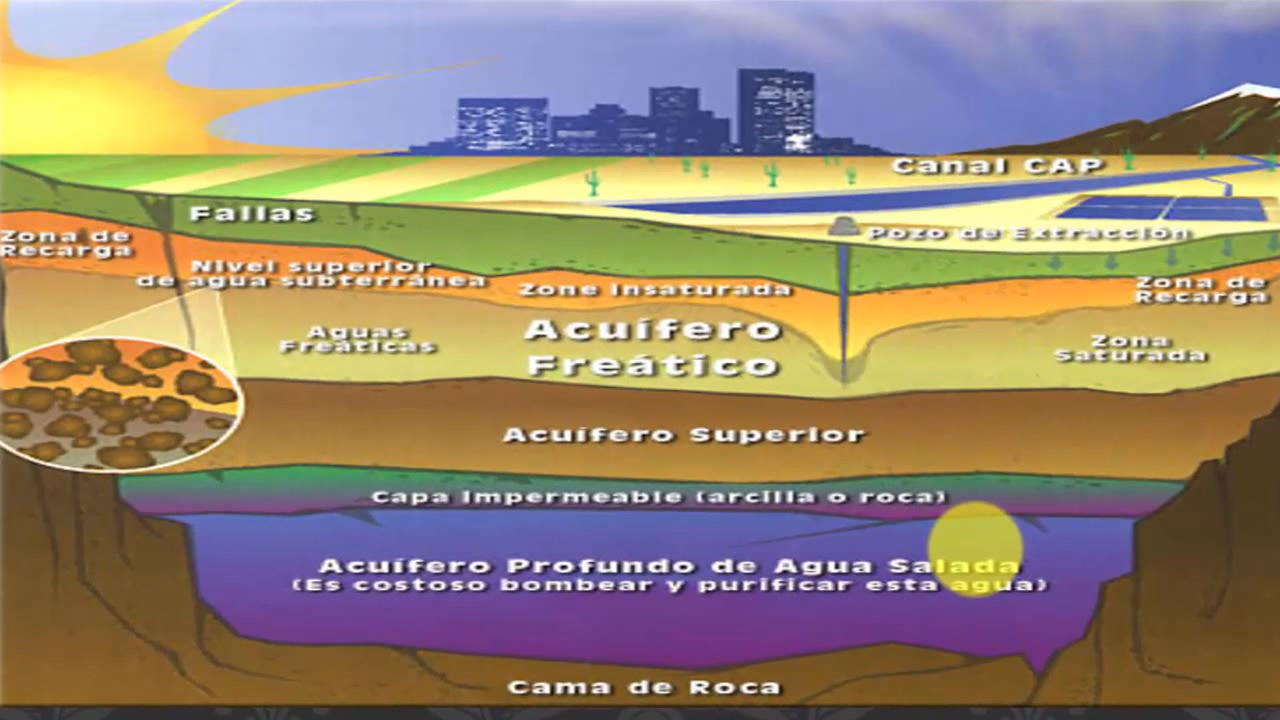 Canal CAP
Fallas
Pozo de Extracción
Zona de
Recarga
Nivel superior
de agua subterránea
Zone Insaturada
Zona de
Recarga
Aguas
Freáticas
Acuífero
Freático
Zona
Saturada
Acuífero Superior
Capa Impermeable (arcilla o roca)
Acuífero Profundo de Agua Salada
(Es costoso bombear y purificar esta agua)
Cama de Roca